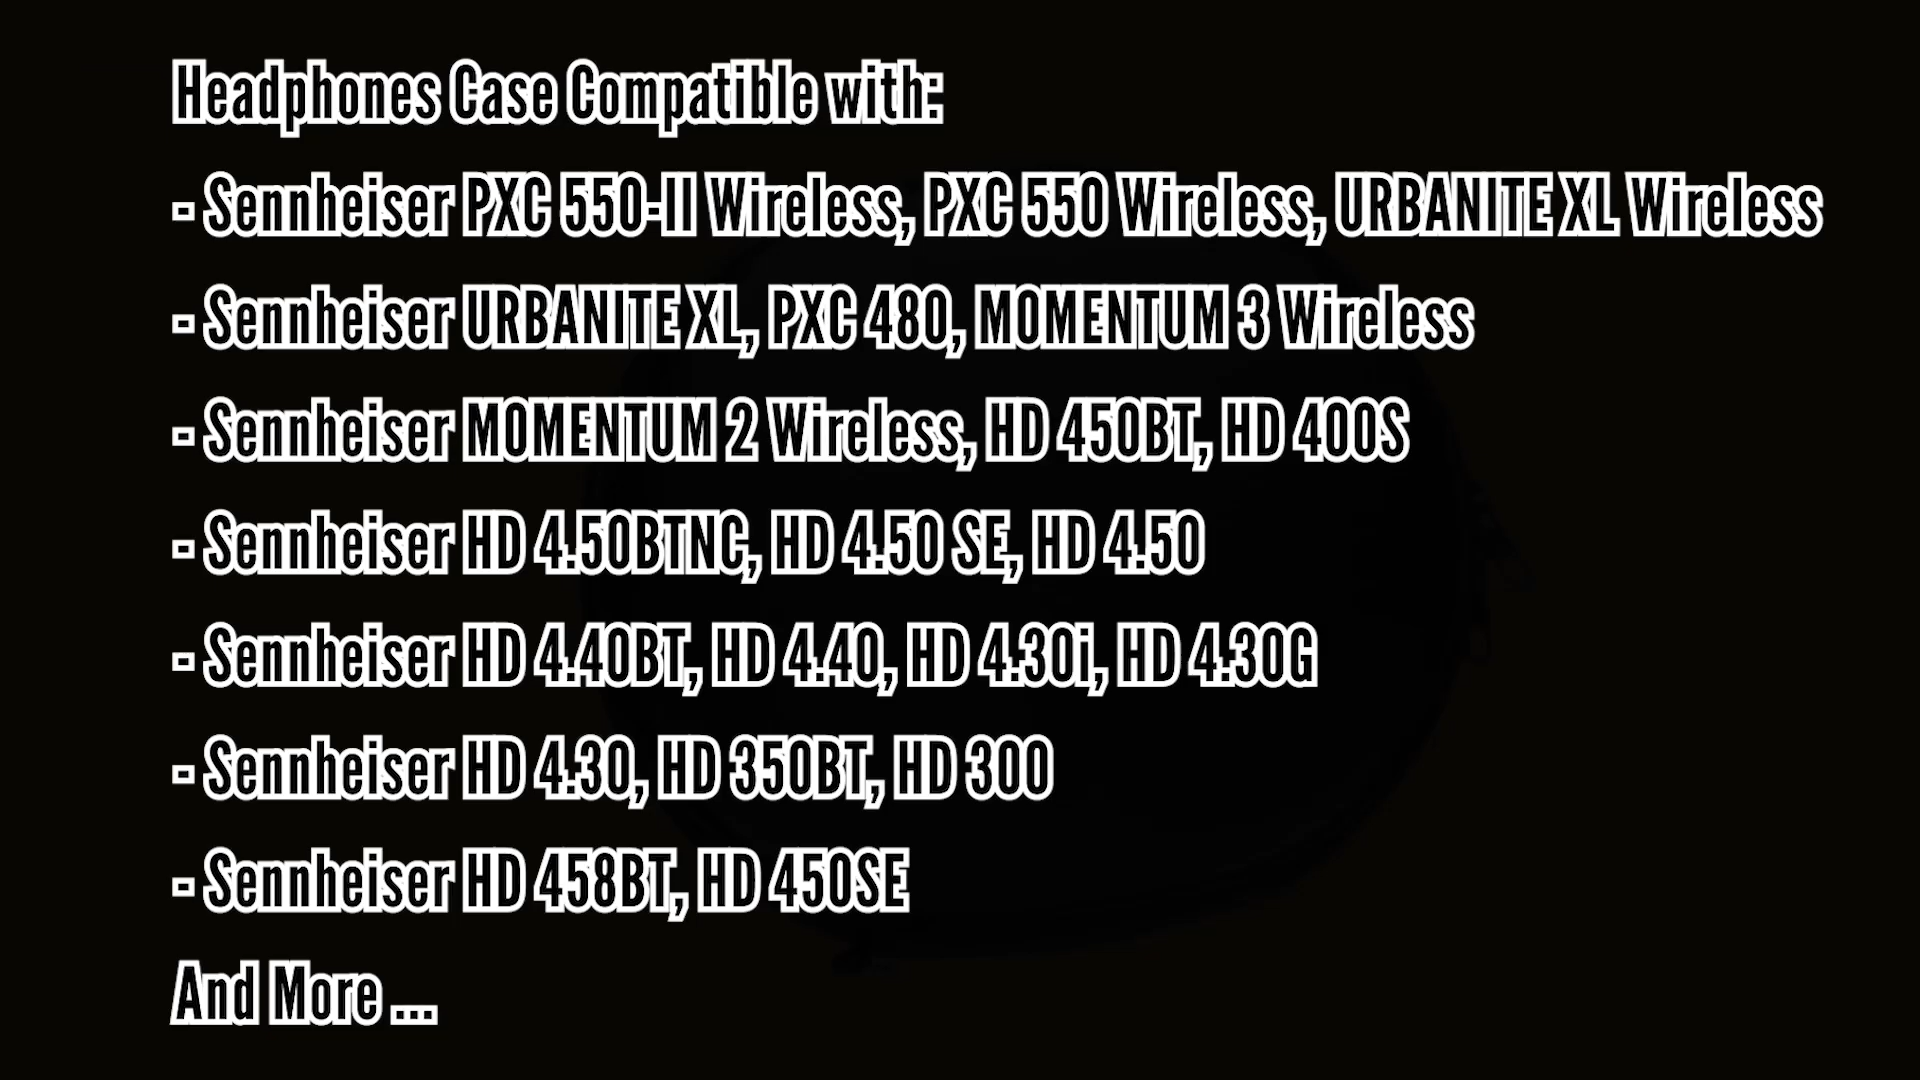 Headphones Case Compatible with:
- Sennheiser PXC 550-II Wireless, PXC 550 Wireless, URBANITE XL Wireless
- Sennheiser URBANITE XL, PXC 480, MOMENTUM 3 Wireless
- Sennheiser MOMENTUM 2 Wireless, HD 450BT, HD 400S
- Sennheiser HD 4.50BTNC, HD 4.50 SE, HD 4.50
- Sennheiser HD 4.40BT, HD 4.40, HD 4.30i, HD 4.30G
- Sennheiser HD 4.30, HD 350BT, HD 300
- Sennheiser HD 458BT, HD 450SE
And More ...